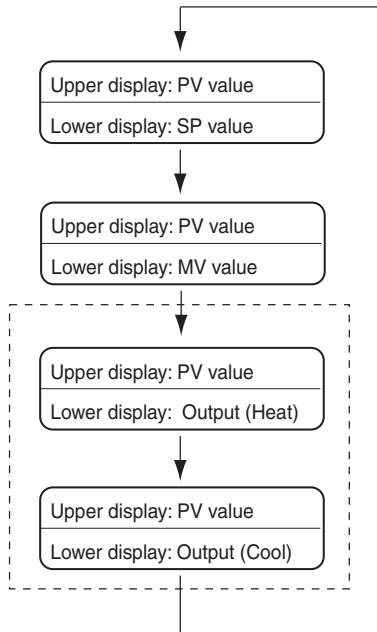 Upper display: PV value
Lower display: SP value
Upper display: PV value
Lower display: MV value
Upper display: PV value
Lower display: Output (Heat)
Upper display: PV value
Lower display: Output (Cool)